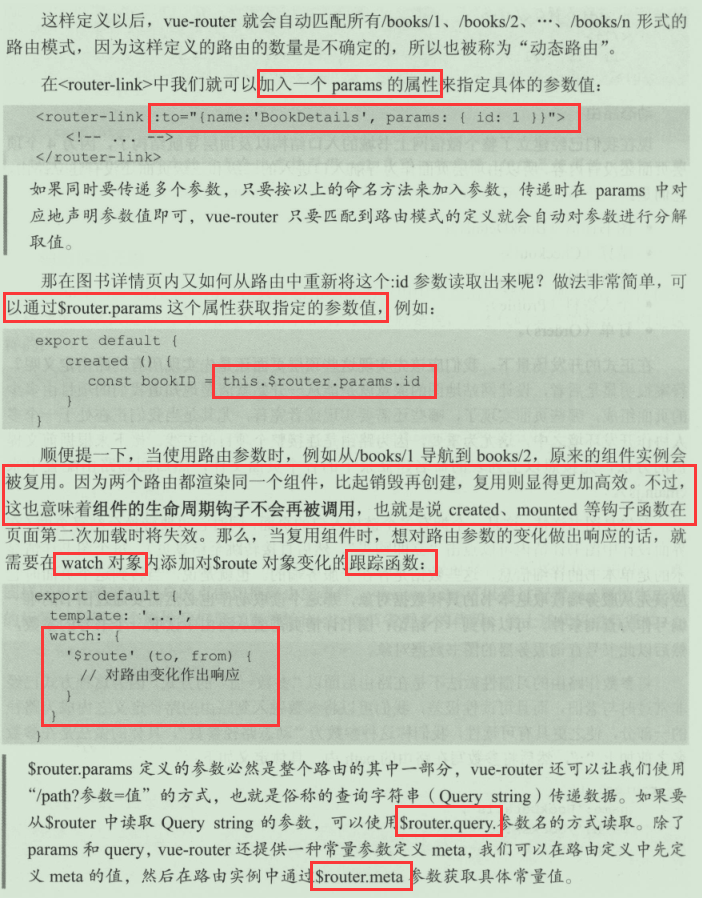 这样定义以后，vue-router 就会自动匹配所有/books/1、/books/2、…、/books/n 形式的
路由模式，因为这样定义的路由的数量是不确定的，所以也被称为“动态路由”。
在<router-link>中我们就可以加入一个 params 的属性来指定具体的参数值：
<router-link :to="{name:'BookDetails', params: { id: 1 }}">
<!-- ... -->
</router-link>
如果同时要传递多个参数，只要按以上的命名方法来加入参数，传递时在 params 中对
应地声明参数值即可，vue-router 只要匹配到路由模式的定义就会自动对参数进行分解
取值。
那在图书详情页内又如何从路由中重新将这个:id 参数读取出来呢？做法非常简单，可
以通过$router.params 这个属性获取指定的参数值，例如：
export default {
created () {
const bookID = this.$router.params.id
}
}
顺便提一下，当使用路由参数时，例如从/books/1 导航到 books/2，原来的组件实例会
被复用。因为两个路由都渲染同一个组件，比起销毁再创建，复用则显得更加高效。不过，
这也意味着组件的生命周期钩子不会再被调用，也就是说 created、mounted 等钩子函数在
页面第二次加载时将失效。那么，当复用组件时，想对路由参数的变化做出响应的话，就
需要在 watch 对象内添加对$route 对象变化的跟踪函数：
export default {
template: '...',
watch: {
'$route' (to, from) {
// 对路由变化作出响应
}
}
}
$router.params 定义的参数必然是整个路由的其中一部分，vue-router 还可以让我们使用
“/path?参数=值”的方式，也就是俗称的查询字符串（Query string）传递数据。如果要
从$router 中读取 Query string 的参数，可以使用$router.query.参数名的方式读取。除了
params 和 query，vue-router 还提供一种常量参数定义 meta，我们可以在路由定义中先定
义 meta 的值，然后在路由实例中通过$router.meta 参数获取具体常量值。